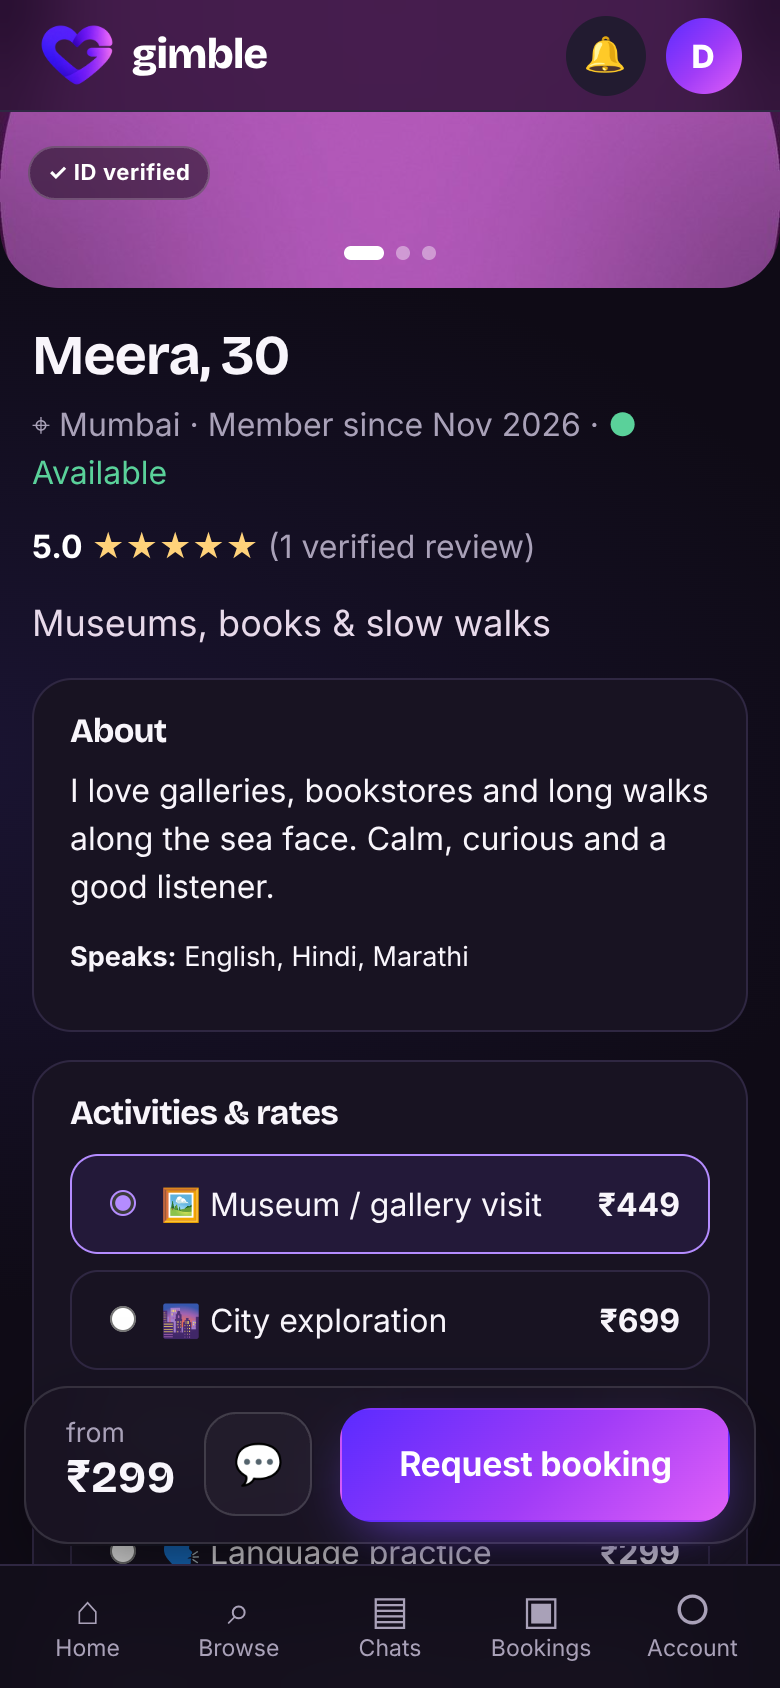 gimble
D
✓ ID verified
Meera, 30
⌖ Mumbai · Member since Nov 2026 · ●
Available
5.0 ★★★★★ (1 verified review)
Museums, books & slow walks
About
I love galleries, bookstores and long walks
along the sea face. Calm, curious and a
good listener.
Speaks: English, Hindi, Marathi
Activities & rates
🖼️ Museum / gallery visit ₹449
🌆 City exploration ₹699
from
₹299
💬
Request booking
🗣️ Language practice ₹299
Home
Browse
Chats
Bookings
Account